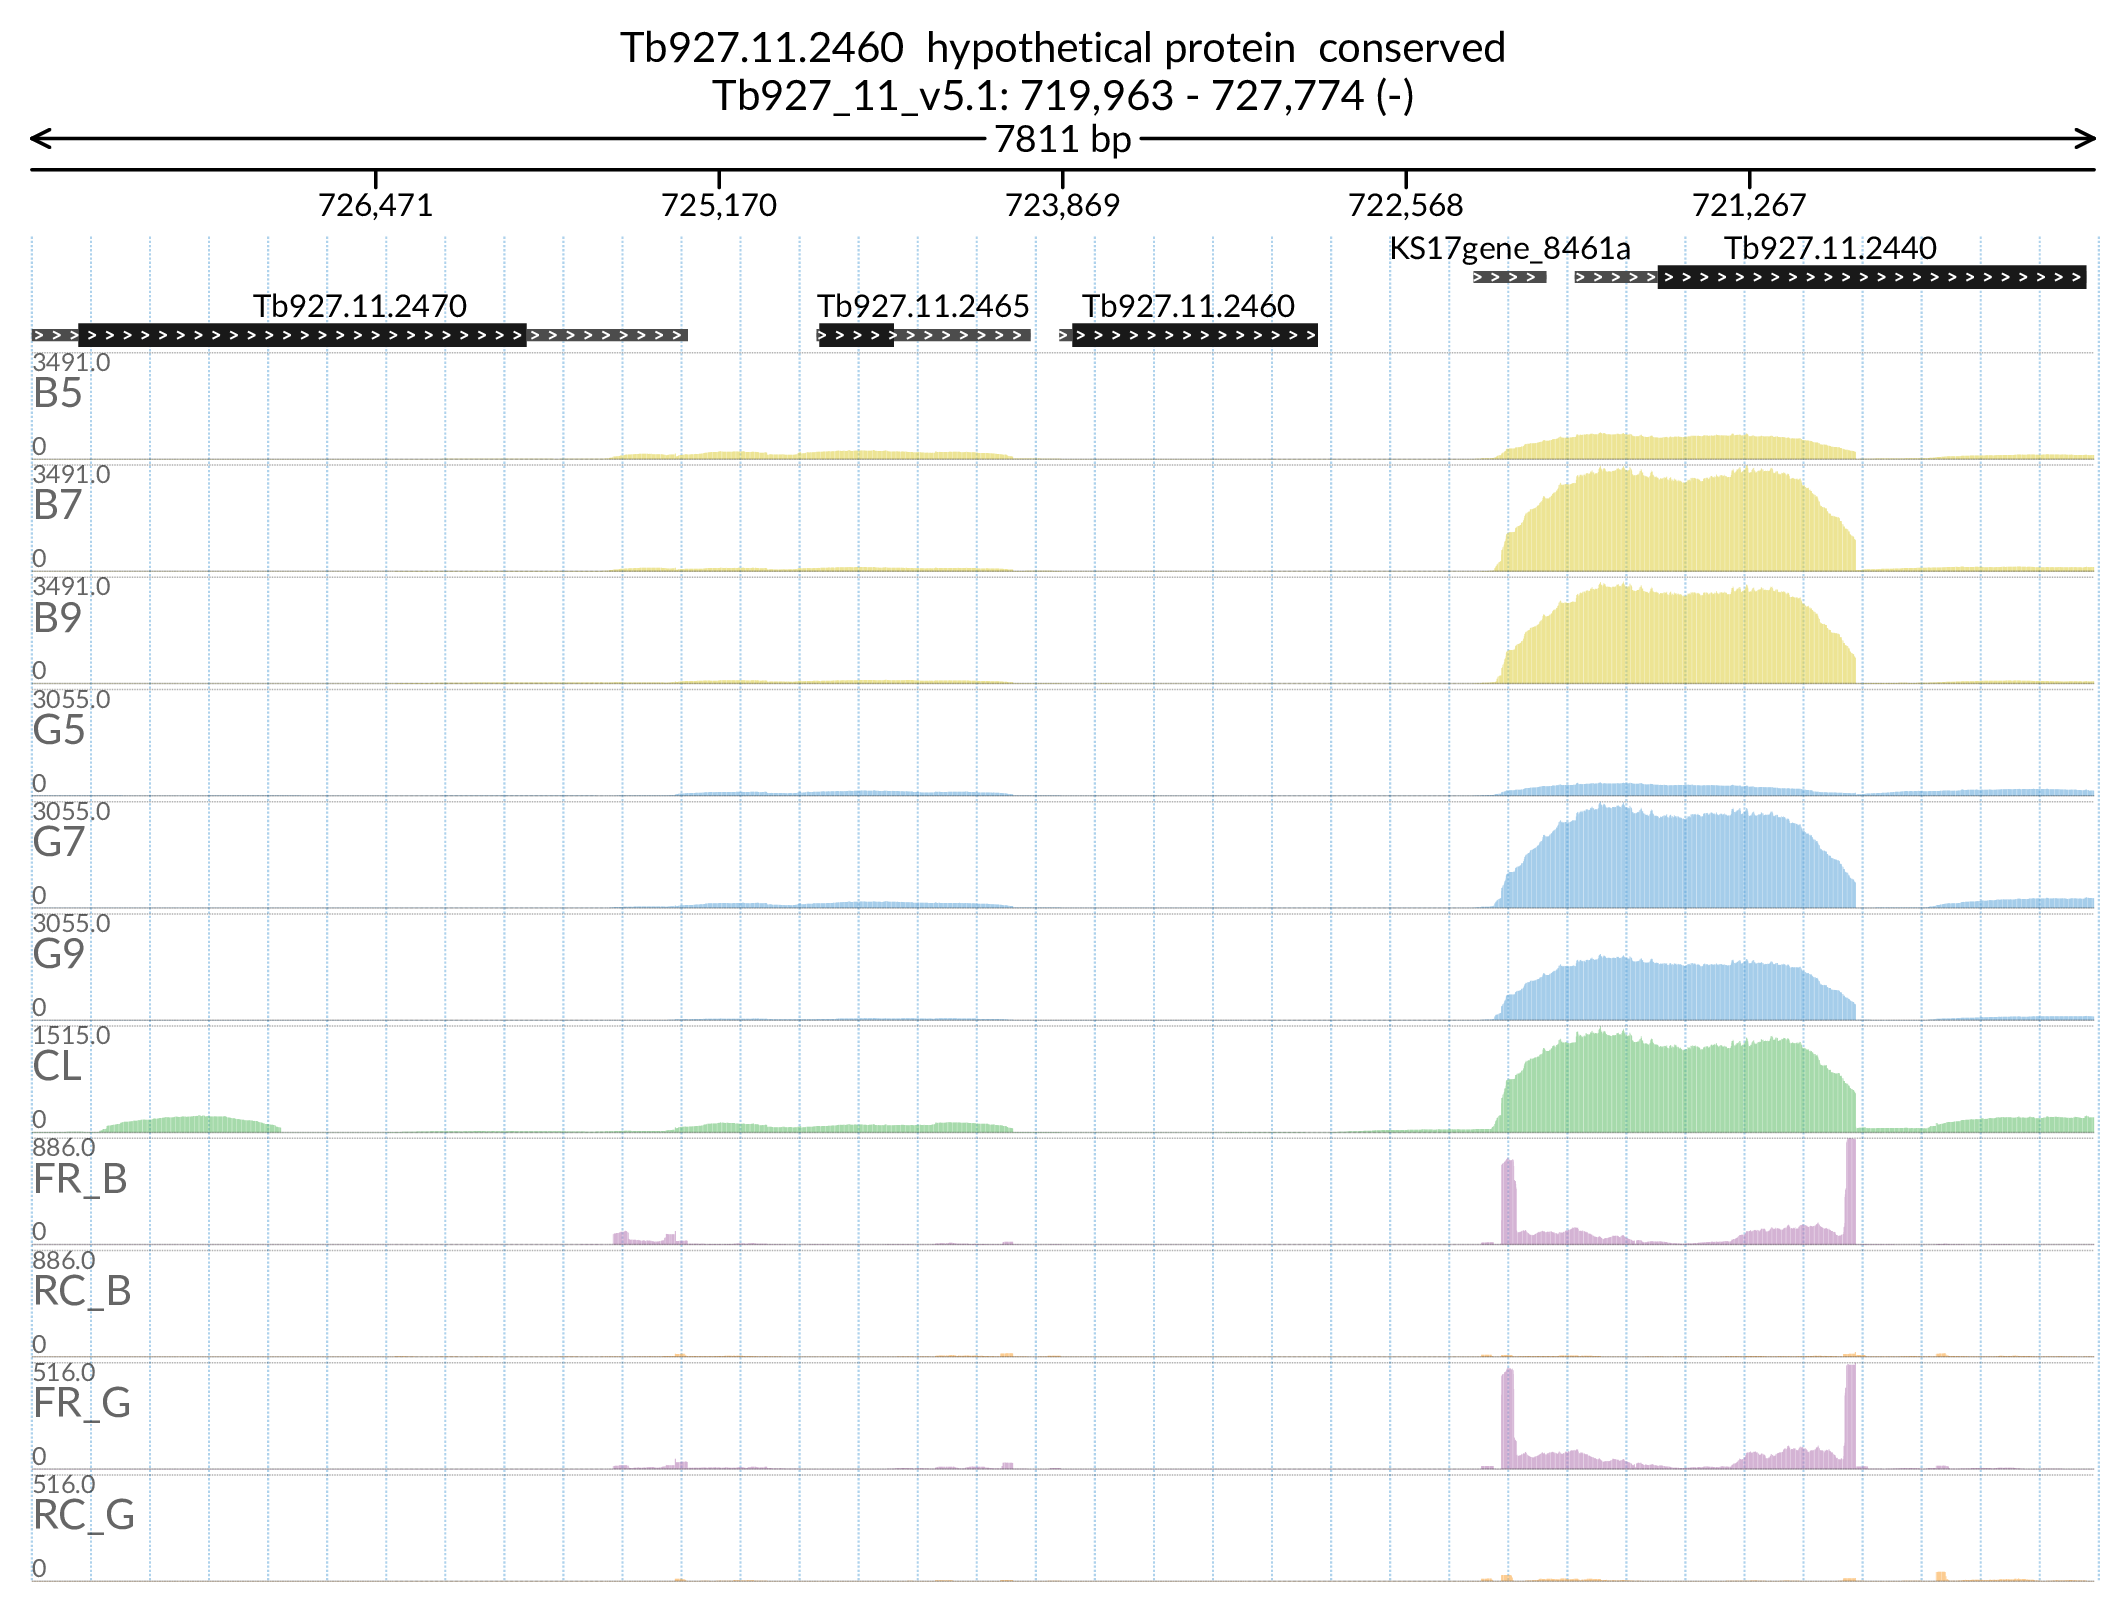 Tb927.11.2460 hypothetical protein conserved
Tb927_11_v5.1: 719,963 - 727,774 (-)
7811 bp
726,471 725,170 723,869 722,568 721,267
KS17gene_8461a Tb927.11.2440
Tb927.11.2470 Tb927.11.2465 Tb927.11.2460
3491.0
B5
0
3491.0
B7
0
3491.0
B9
0
3055.0
G5
0
3055.0
G7
0
3055.0
G9
0
1515.0
CL
0
886.0
FR_B
0
886.0
RC_B
0
516.0
FR_G
0
516.0
RC_G
0